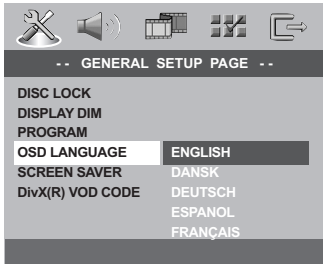 -- GENERAL SETUP PAGE --
DISC LOCK
DISPLAY DIM
PROGRAM
OSD LANGUAGE ENGLISH
SCREEN SAVER DANSK
DivX(R) VOD CODE DEUTSCH
ESPANOL
FRANÇAIS